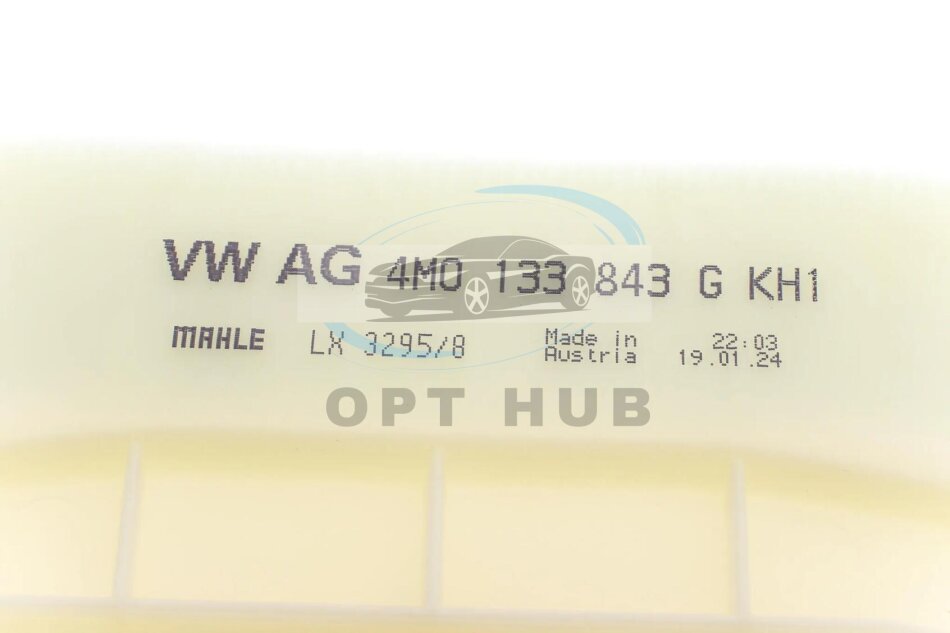 VW AG 4M0 133 843 G KH1
MAHLE LX 3295/8 Made in Austria 22:03 19.01.24
OPT HUB